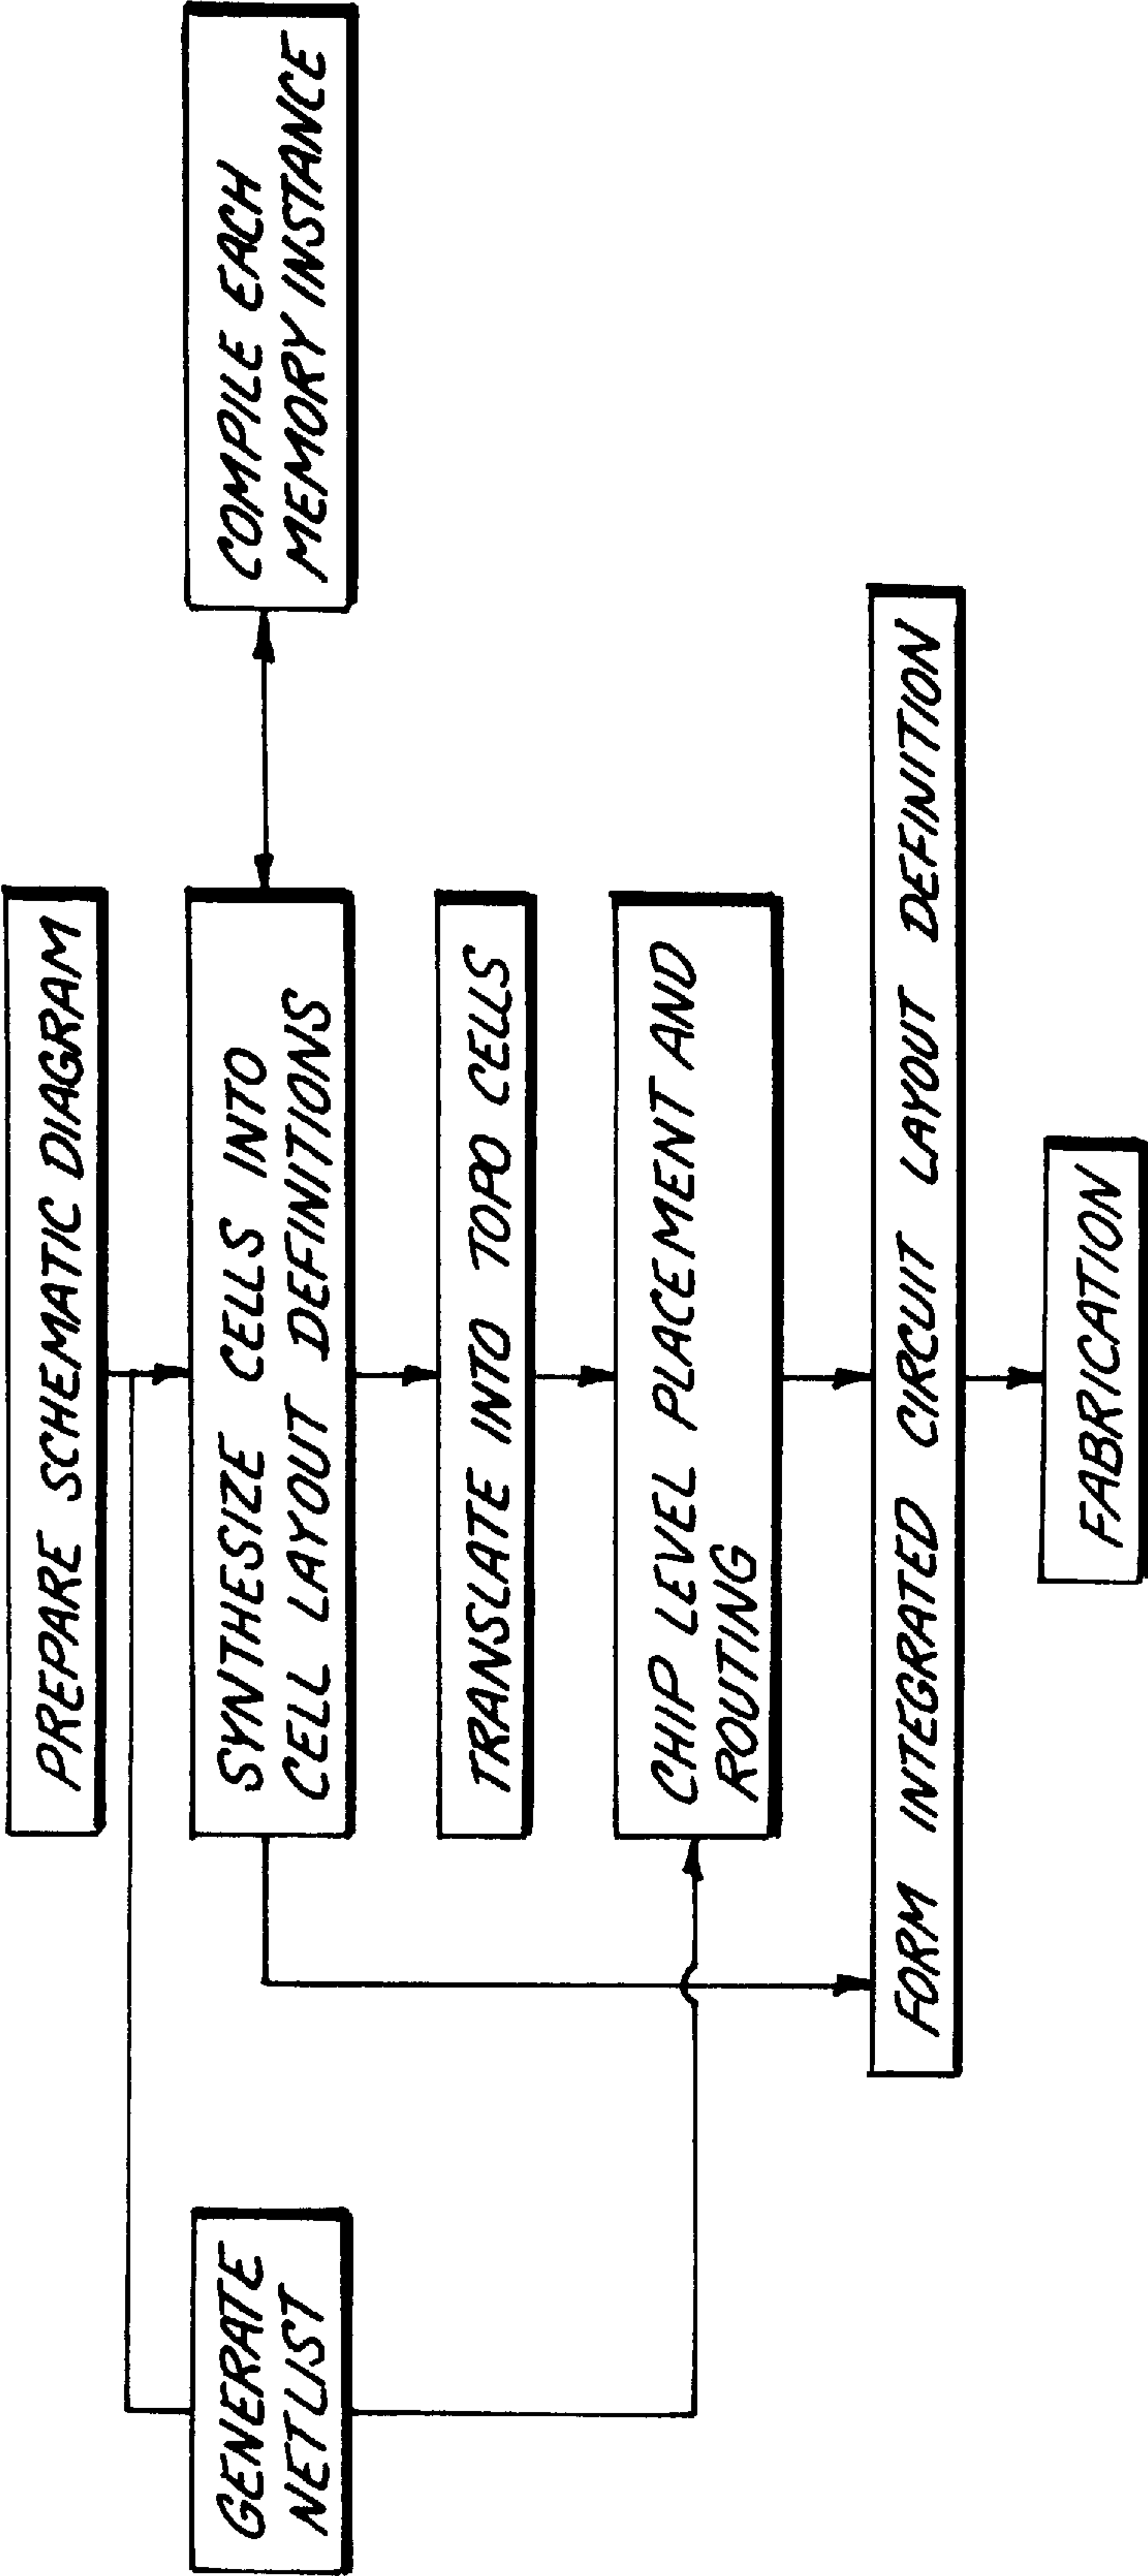 PREPARE SCHEMATIC DIAGRAM
GENERATE
NETLIST
SYNTHESIZE CELLS INTO
CELL LAYOUT DEFINITIONS
COMPILE EACH
MEMORY INSTANCE
TRANSLATE INTO TOPO CELLS
CHIP LEVEL PLACEMENT AND
ROUTING
FORM INTEGRATED CIRCUIT LAYOUT DEFINITION
FABRICATION